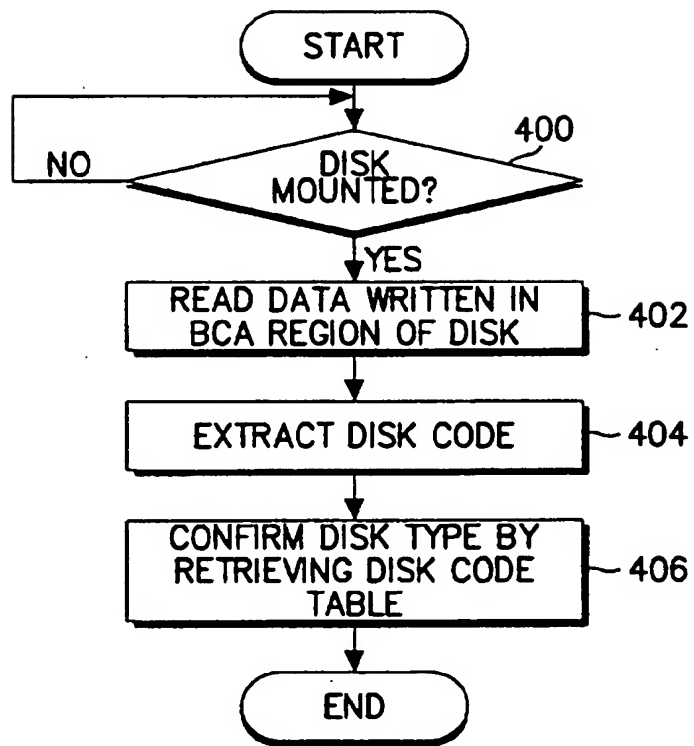 START
400
NO
DISK
MOUNTED?
YES
READ DATA WRITTEN IN
BCA REGION OF DISK
402
EXTRACT DISK CODE
404
CONFIRM DISK TYPE BY
RETRIEVING DISK CODE
TABLE
406
END